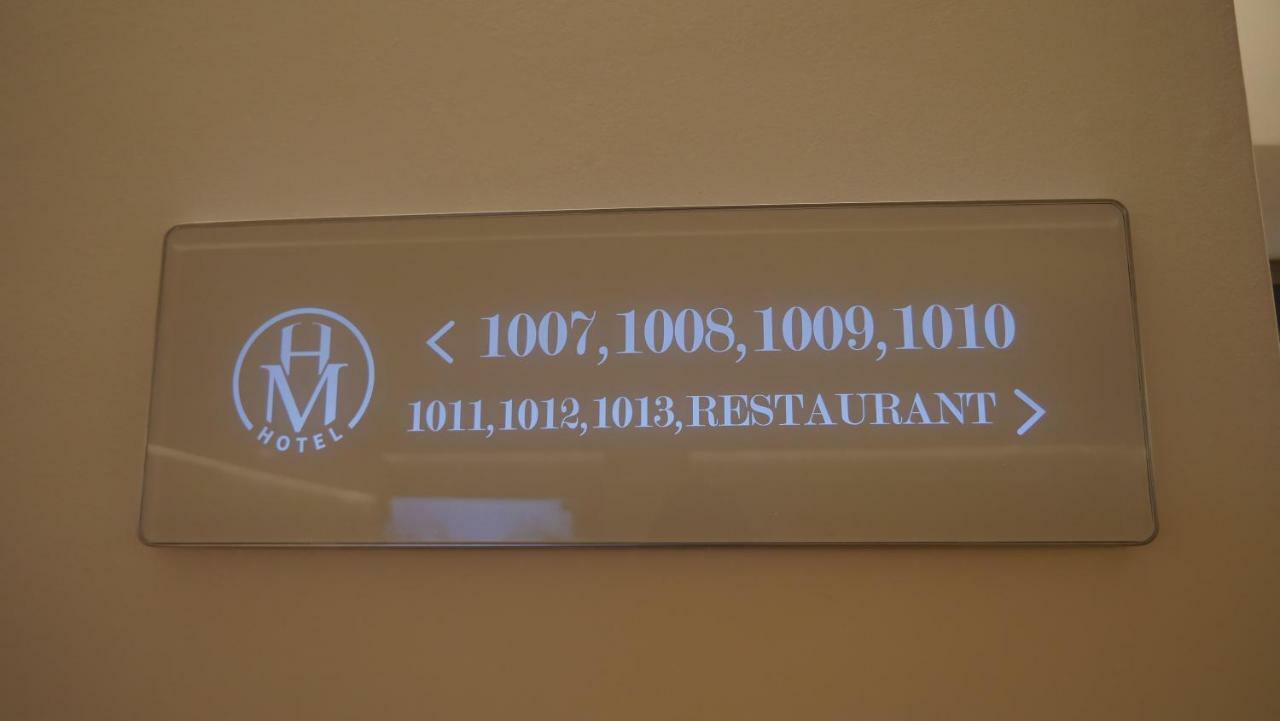 HM
HOTEL
< 1007,1008,1009,1010
1011,1012,1013,RESTAURANT >